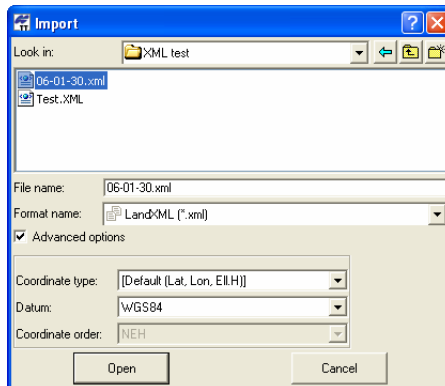 Import
Look in: XML test
06-01-30.xml
Test.XML
File name: 06-01-30.xml
Format name: LandXML (*.xml)
Advanced options
Coordinate type: [Default (Lat, Lon, Ell.H)]
Datum: WGS84
Coordinate order: NEH
Open Cancel